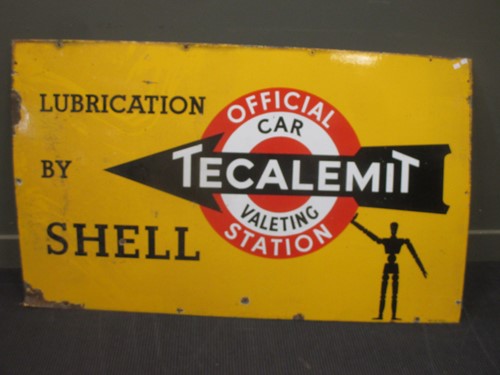 LUBRICATION
BY
SHELL
OFFICIAL
CAR
TECALEMIT
VALETING
STATION